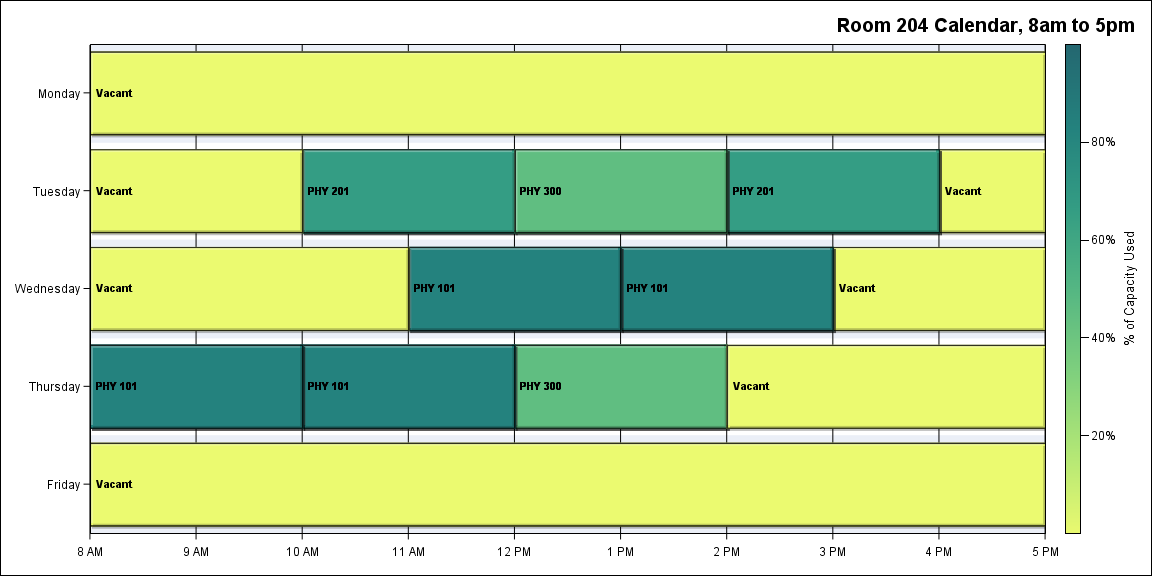 Room 204 Calendar, 8am to 5pm
Monday
Vacant
Tuesday
Vacant
PHY 201
PHY 300
PHY 201
Vacant
Wednesday
Vacant
PHY 101
PHY 101
Vacant
Thursday
PHY 101
PHY 101
PHY 300
Vacant
Friday
Vacant
8 AM
9 AM
10 AM
11 AM
12 PM
1 PM
2 PM
3 PM
4 PM
5 PM
80%
60%
40%
20%
% of Capacity Used